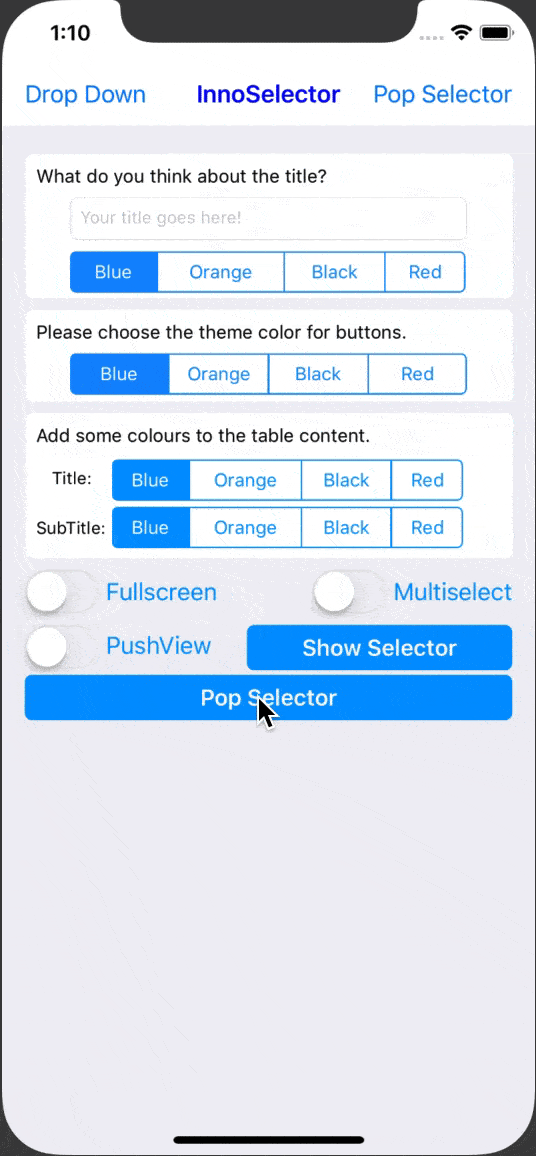 1:10
Drop Down InnoSelector Pop Selector
What do you think about the title?
Your title goes here!
Blue Orange Black Red
Please choose the theme color for buttons.
Blue Orange Black Red
Add some colours to the table content.
Title: Blue Orange Black Red
SubTitle: Blue Orange Black Red
Fullscreen Multiselect
PushView Show Selector
Pop Selector